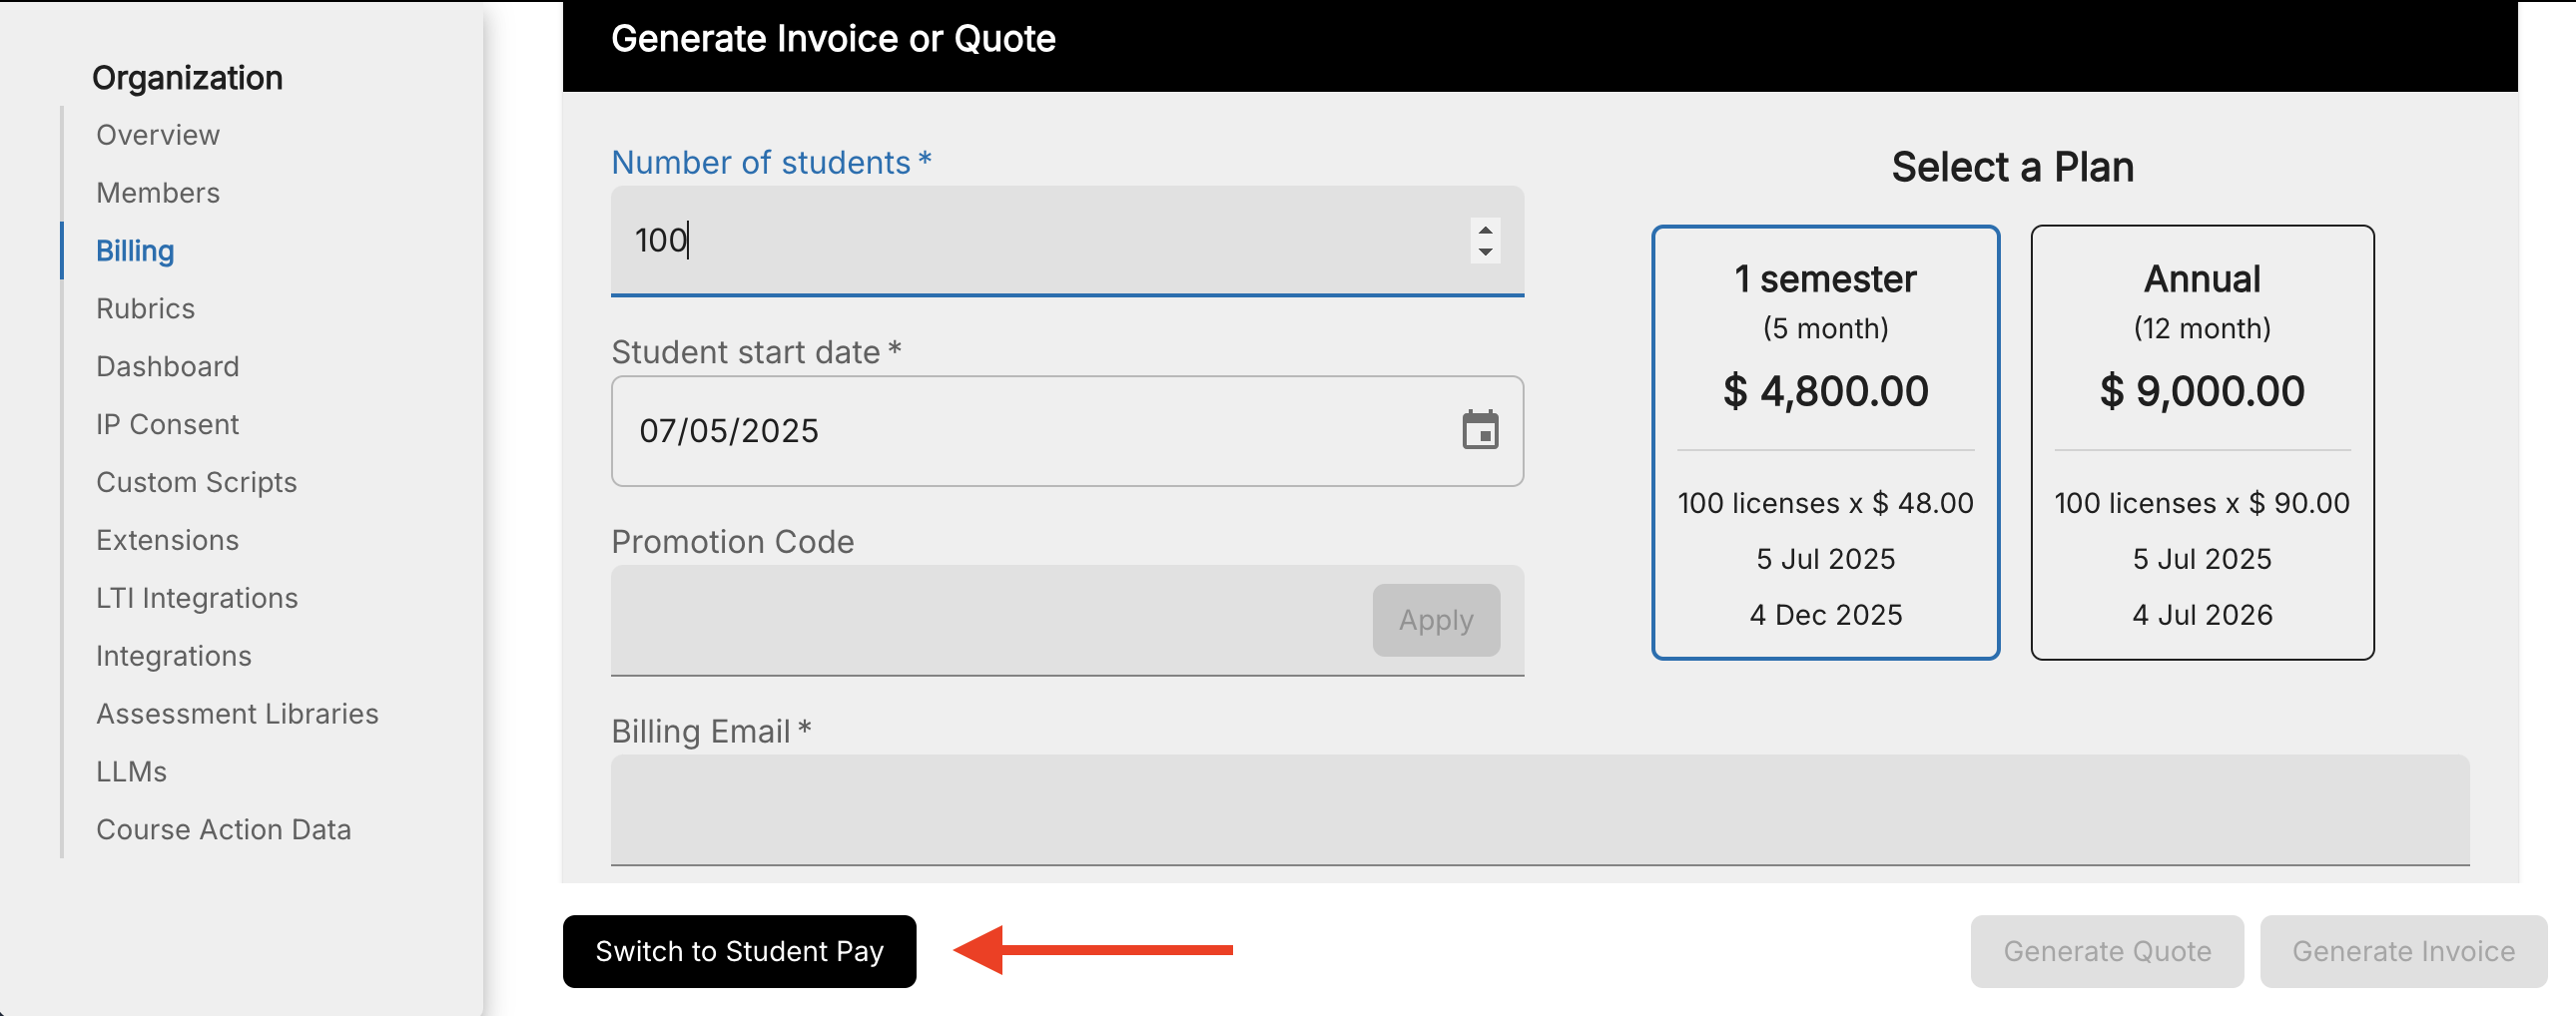 Organization
Overview
Members
Billing
Rubrics
Dashboard
IP Consent
Custom Scripts
Extensions
LTI Integrations
Integrations
Assessment Libraries
LLMs
Course Action Data
Generate Invoice or Quote
Number of students *
100
Student start date *
07/05/2025
Promotion Code
Apply
Billing Email *
Select a Plan
1 semester
(5 month)
$ 4,800.00
100 licenses x $ 48.00
5 Jul 2025
4 Dec 2025
Annual
(12 month)
$ 9,000.00
100 licenses x $ 90.00
5 Jul 2025
4 Jul 2026
Switch to Student Pay
Generate Quote
Generate Invoice